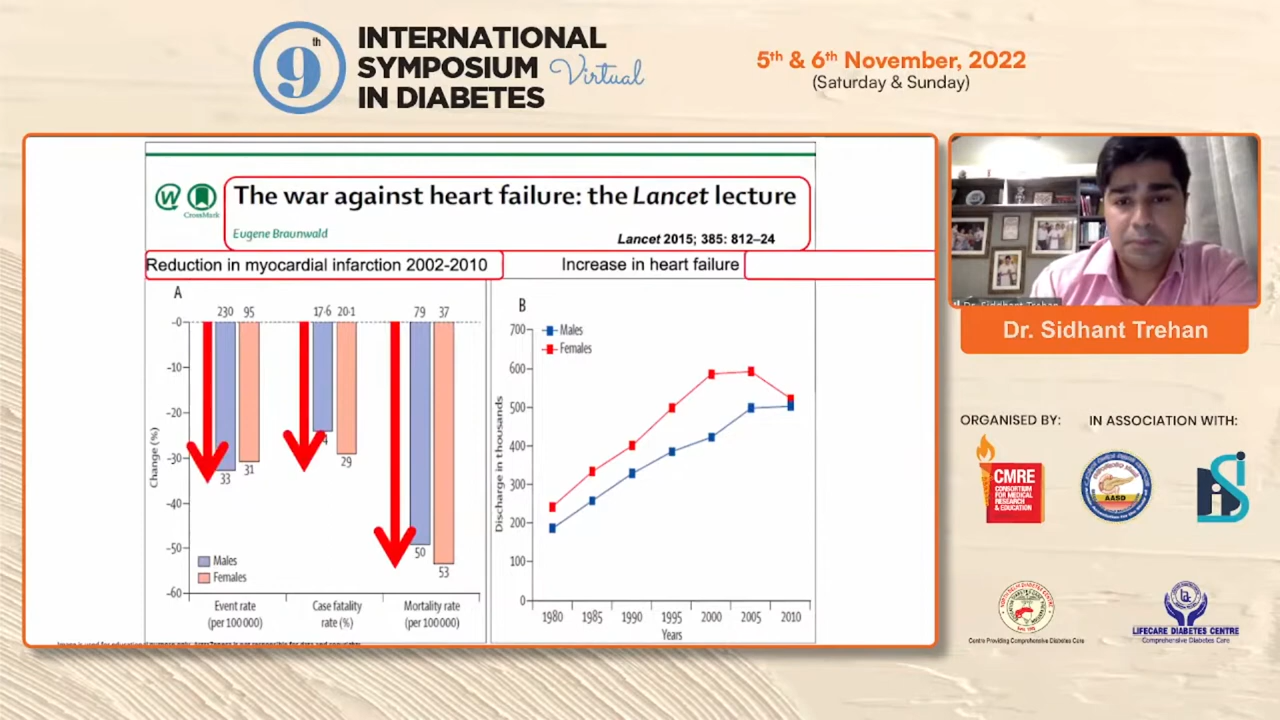 9th
INTERNATIONAL
SYMPOSIUM Virtual
IN DIABETES
5th & 6th November, 2022
(Saturday & Sunday)
CrossMark
The war against heart failure: the Lancet lecture
Eugene Braunwald
Lancet 2015; 385: 812–24
Reduction in myocardial infarction 2002-2010
Increase in heart failure
A
230 95 17·6 20·1 79 37
-0
-10
-20
-30
-40
-50
-60
Change (%)
33 31 4 29 50 53
Males
Females
Event rate
(per 100 000)
Case fatality
rate (%)
Mortality rate
(per 100 000)
B
Males
Females
700
600
500
400
300
200
100
0
Discharge in thousands
1980 1985 1990 1995 2000 2005 2010
Years
Dr. Sidhant Trehan
ORGANISED BY:
IN ASSOCIATION WITH:
CMRE
CONSORTIUM
FOR MEDICAL
RESEARCH
& EDUCATION
AASD
Centre Providing Comprehensive Diabetes Care
LIFECARE DIABETES CENTRE
Comprehensive Diabetes Care